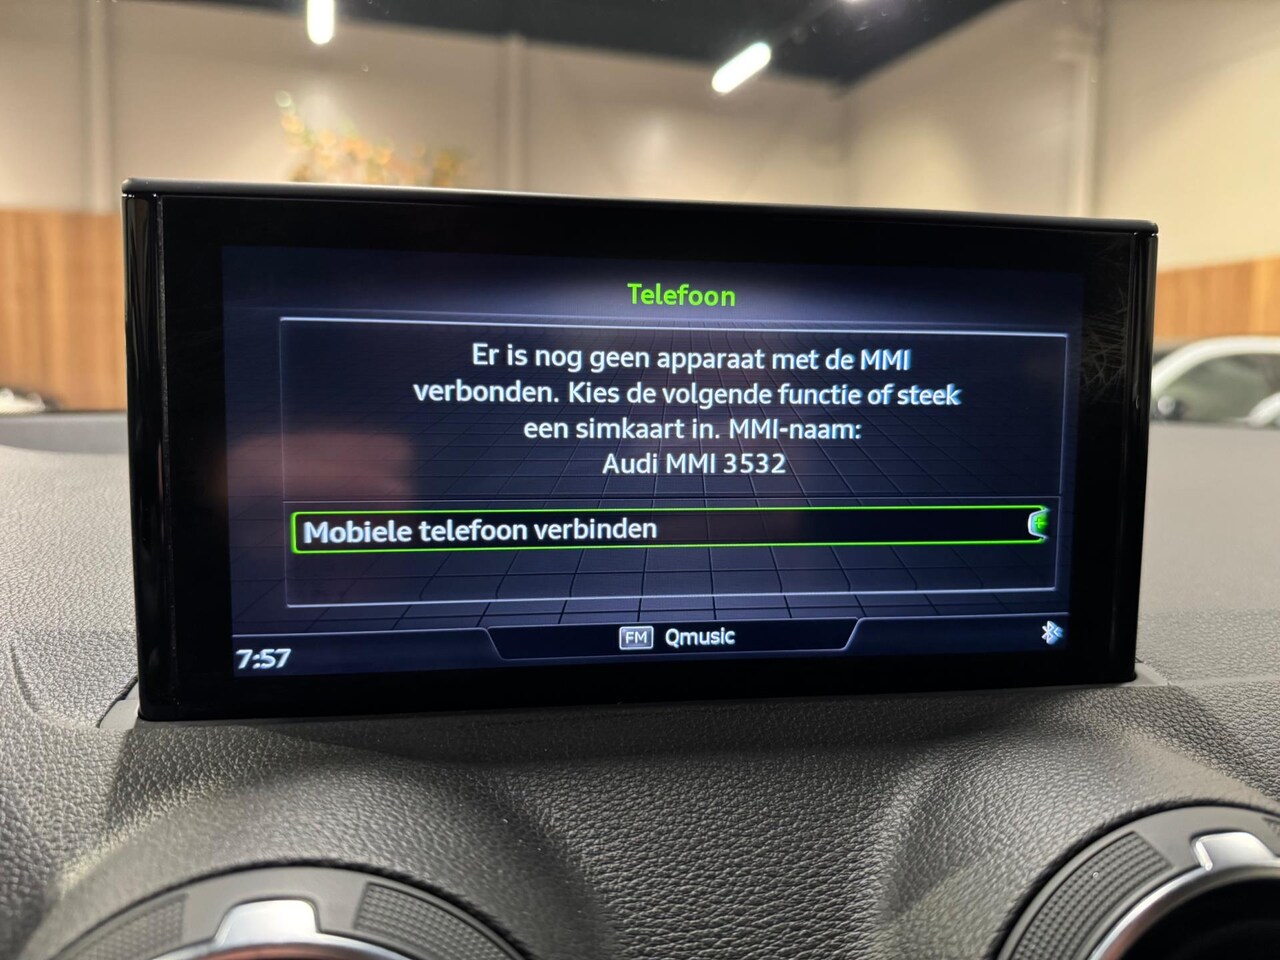 Telefoon
Er is nog geen apparaat met de MMI
verbonden. Kies de volgende functie of steek
een simkaart in. MMI-naam:
Audi MMI 3532
Mobiele telefoon verbinden
FM Qmusic
7:57